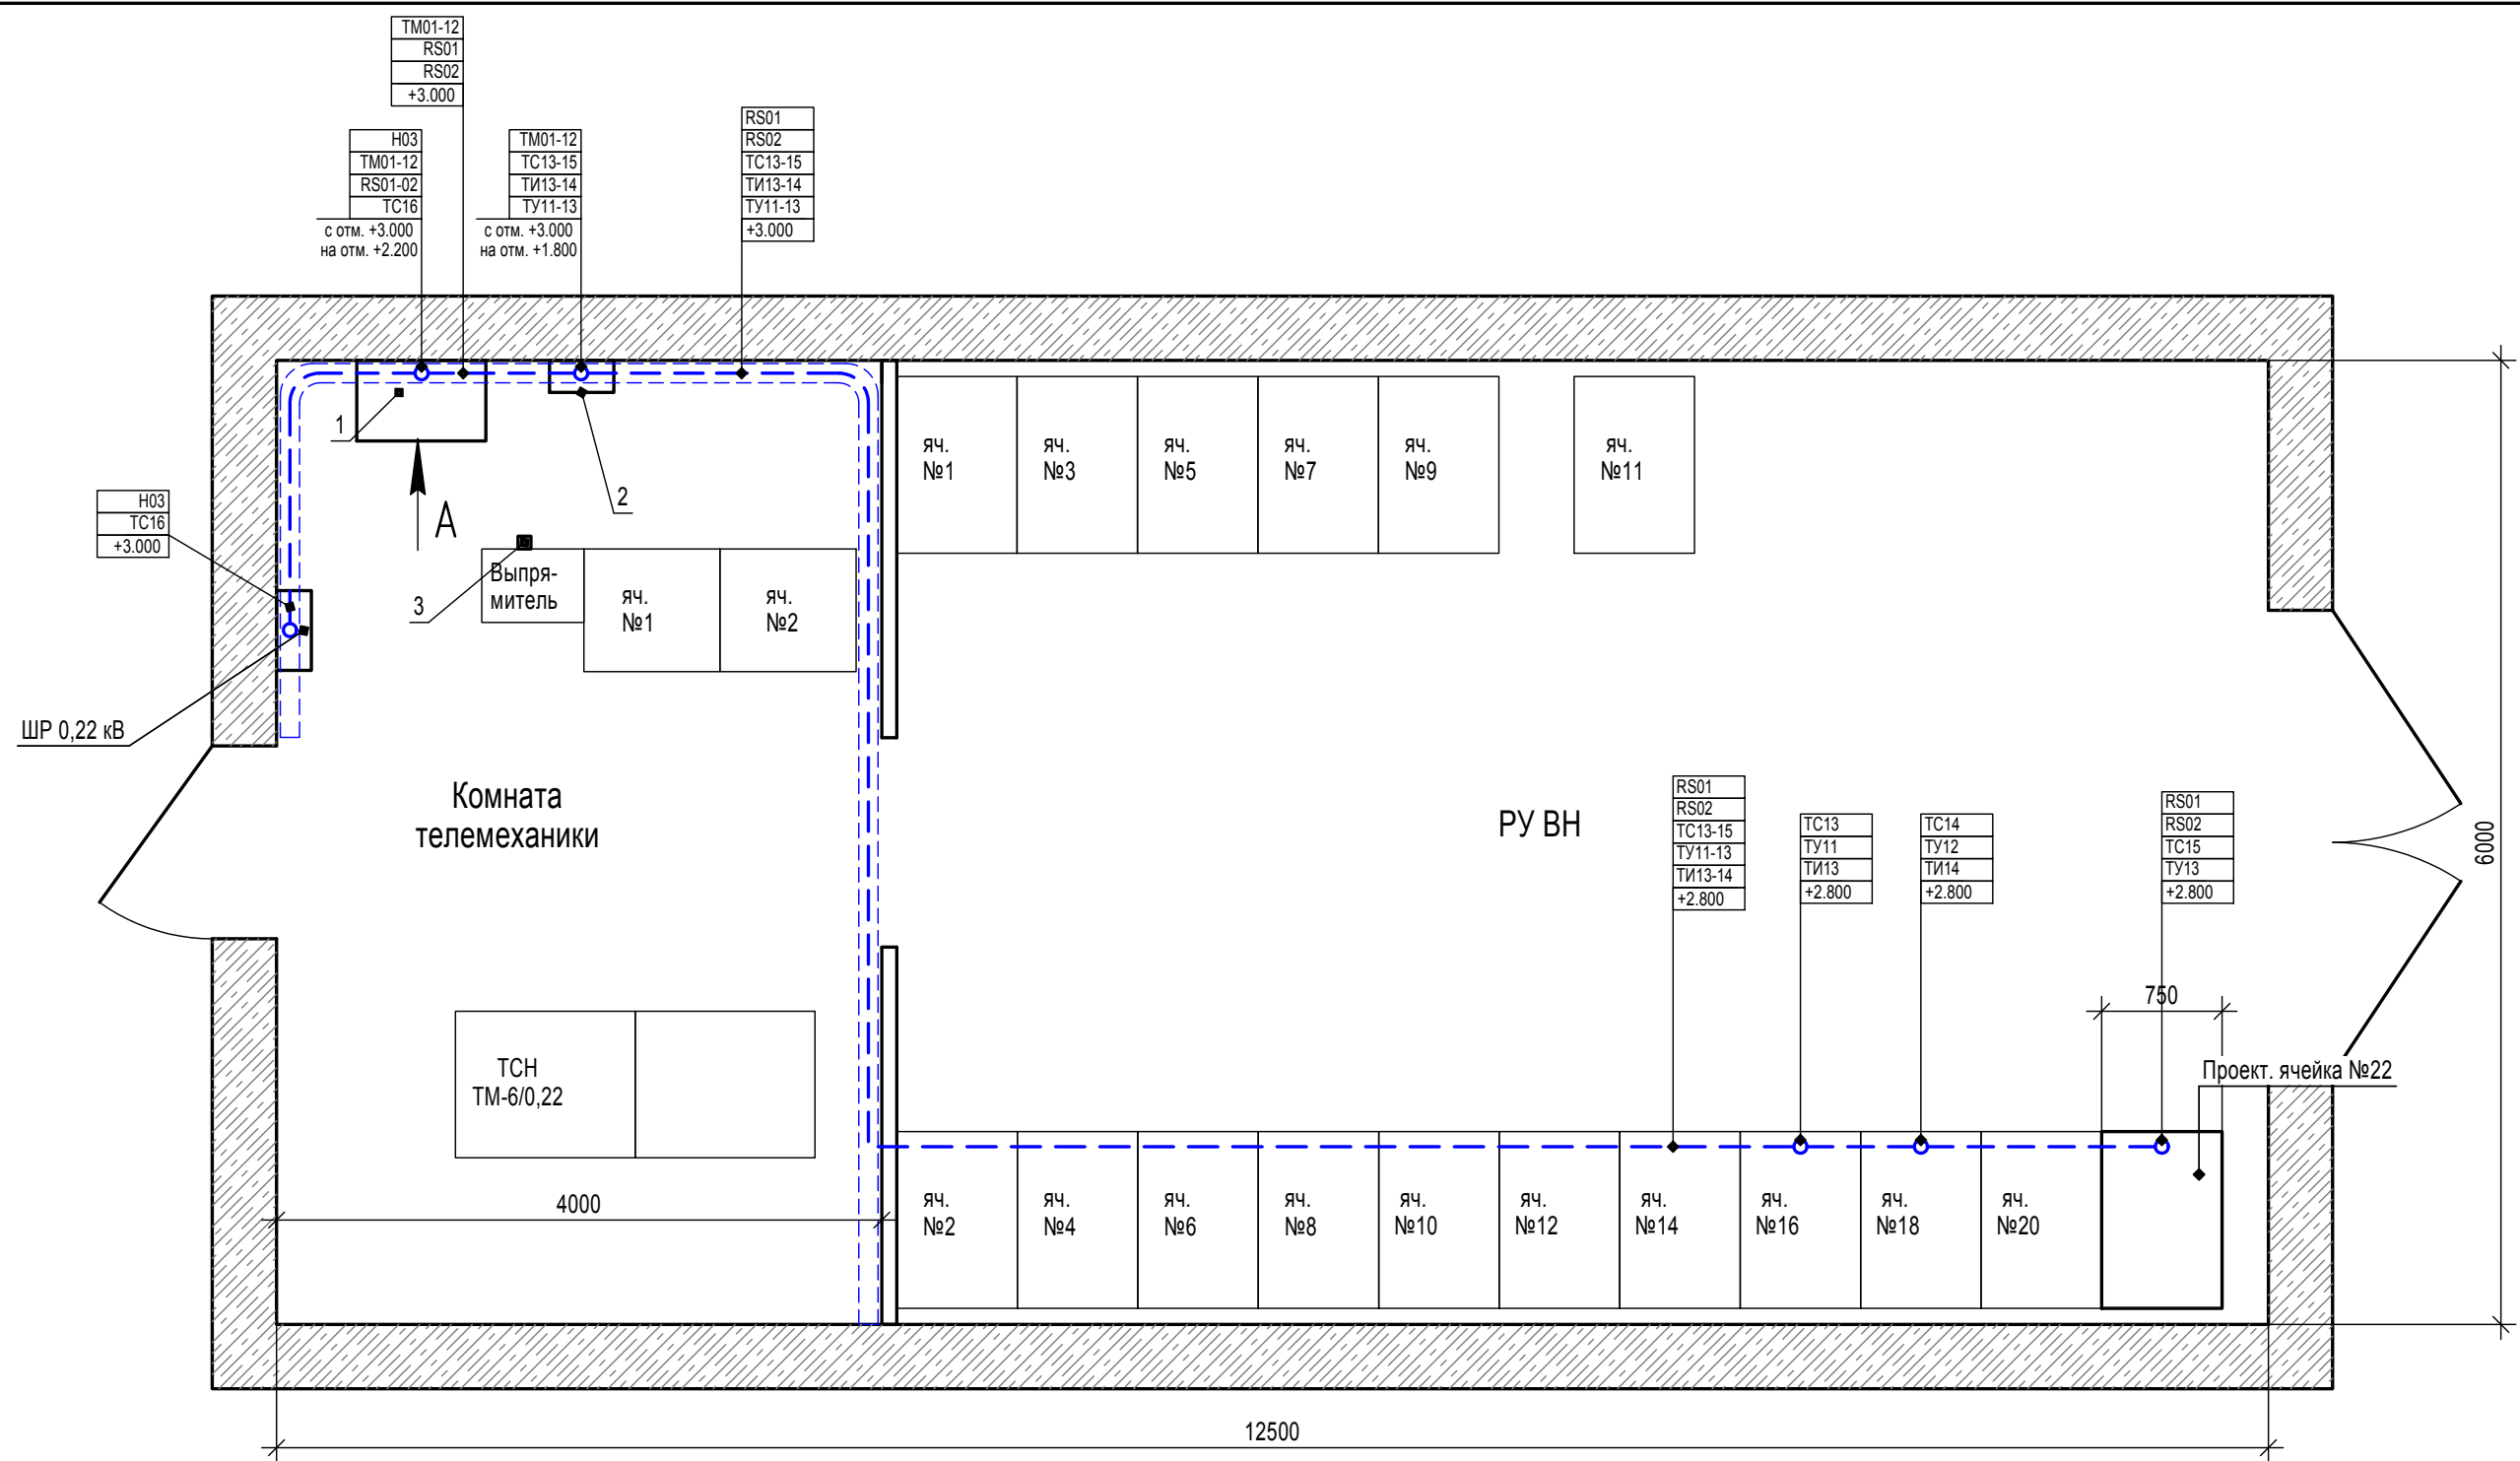 ТМ01-12
RS01
RS02
+3.000
Н03
ТМ01-12
RS01-02
ТС16
с отм. +3.000
на отм. +2.200
ТМ01-12
ТС13-15
ТИ13-14
ТУ11-13
с отм. +3.000
на отм. +1.800
RS01
RS02
ТС13-15
ТИ13-14
ТУ11-13
+3.000
1
2
А
Н03
ТС16
+3.000
3
Выпря-
митель
яч.
№1
яч.
№2
ШР 0,22 кВ
яч.
№1
яч.
№3
яч.
№5
яч.
№7
яч.
№9
яч.
№11
Комната
телемеханики
РУ ВН
RS01
RS02
ТС13-15
ТУ11-13
ТИ13-14
+2.800
ТС13
ТУ11
ТИ13
+2.800
ТС14
ТУ12
ТИ14
+2.800
RS01
RS02
ТС15
ТУ13
+2.800
6000
750
Проект. ячейка №22
ТСН
ТМ-6/0,22
4000
яч.
№2
яч.
№4
яч.
№6
яч.
№8
яч.
№10
яч.
№12
яч.
№14
яч.
№16
яч.
№18
яч.
№20
12500